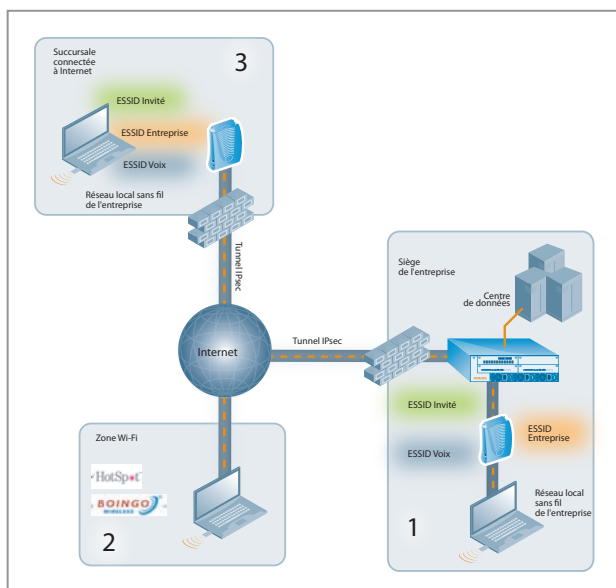 Succursale
connectée
à Internet
3
ESSID Invité
ESSID Entreprise
ESSID Voix
Réseau local sans fil
de l'entreprise
Tunnel IPsec
Internet
Tunnel IPsec
Siège
de l'entreprise
Centre
de données
ESSID Invité
ESSID
Entreprise
ESSID Voix
Réseau local
sans fil
de l'entreprise
1
Zone Wi-Fi
HotSpot
BOINGO
WIRELESS
2